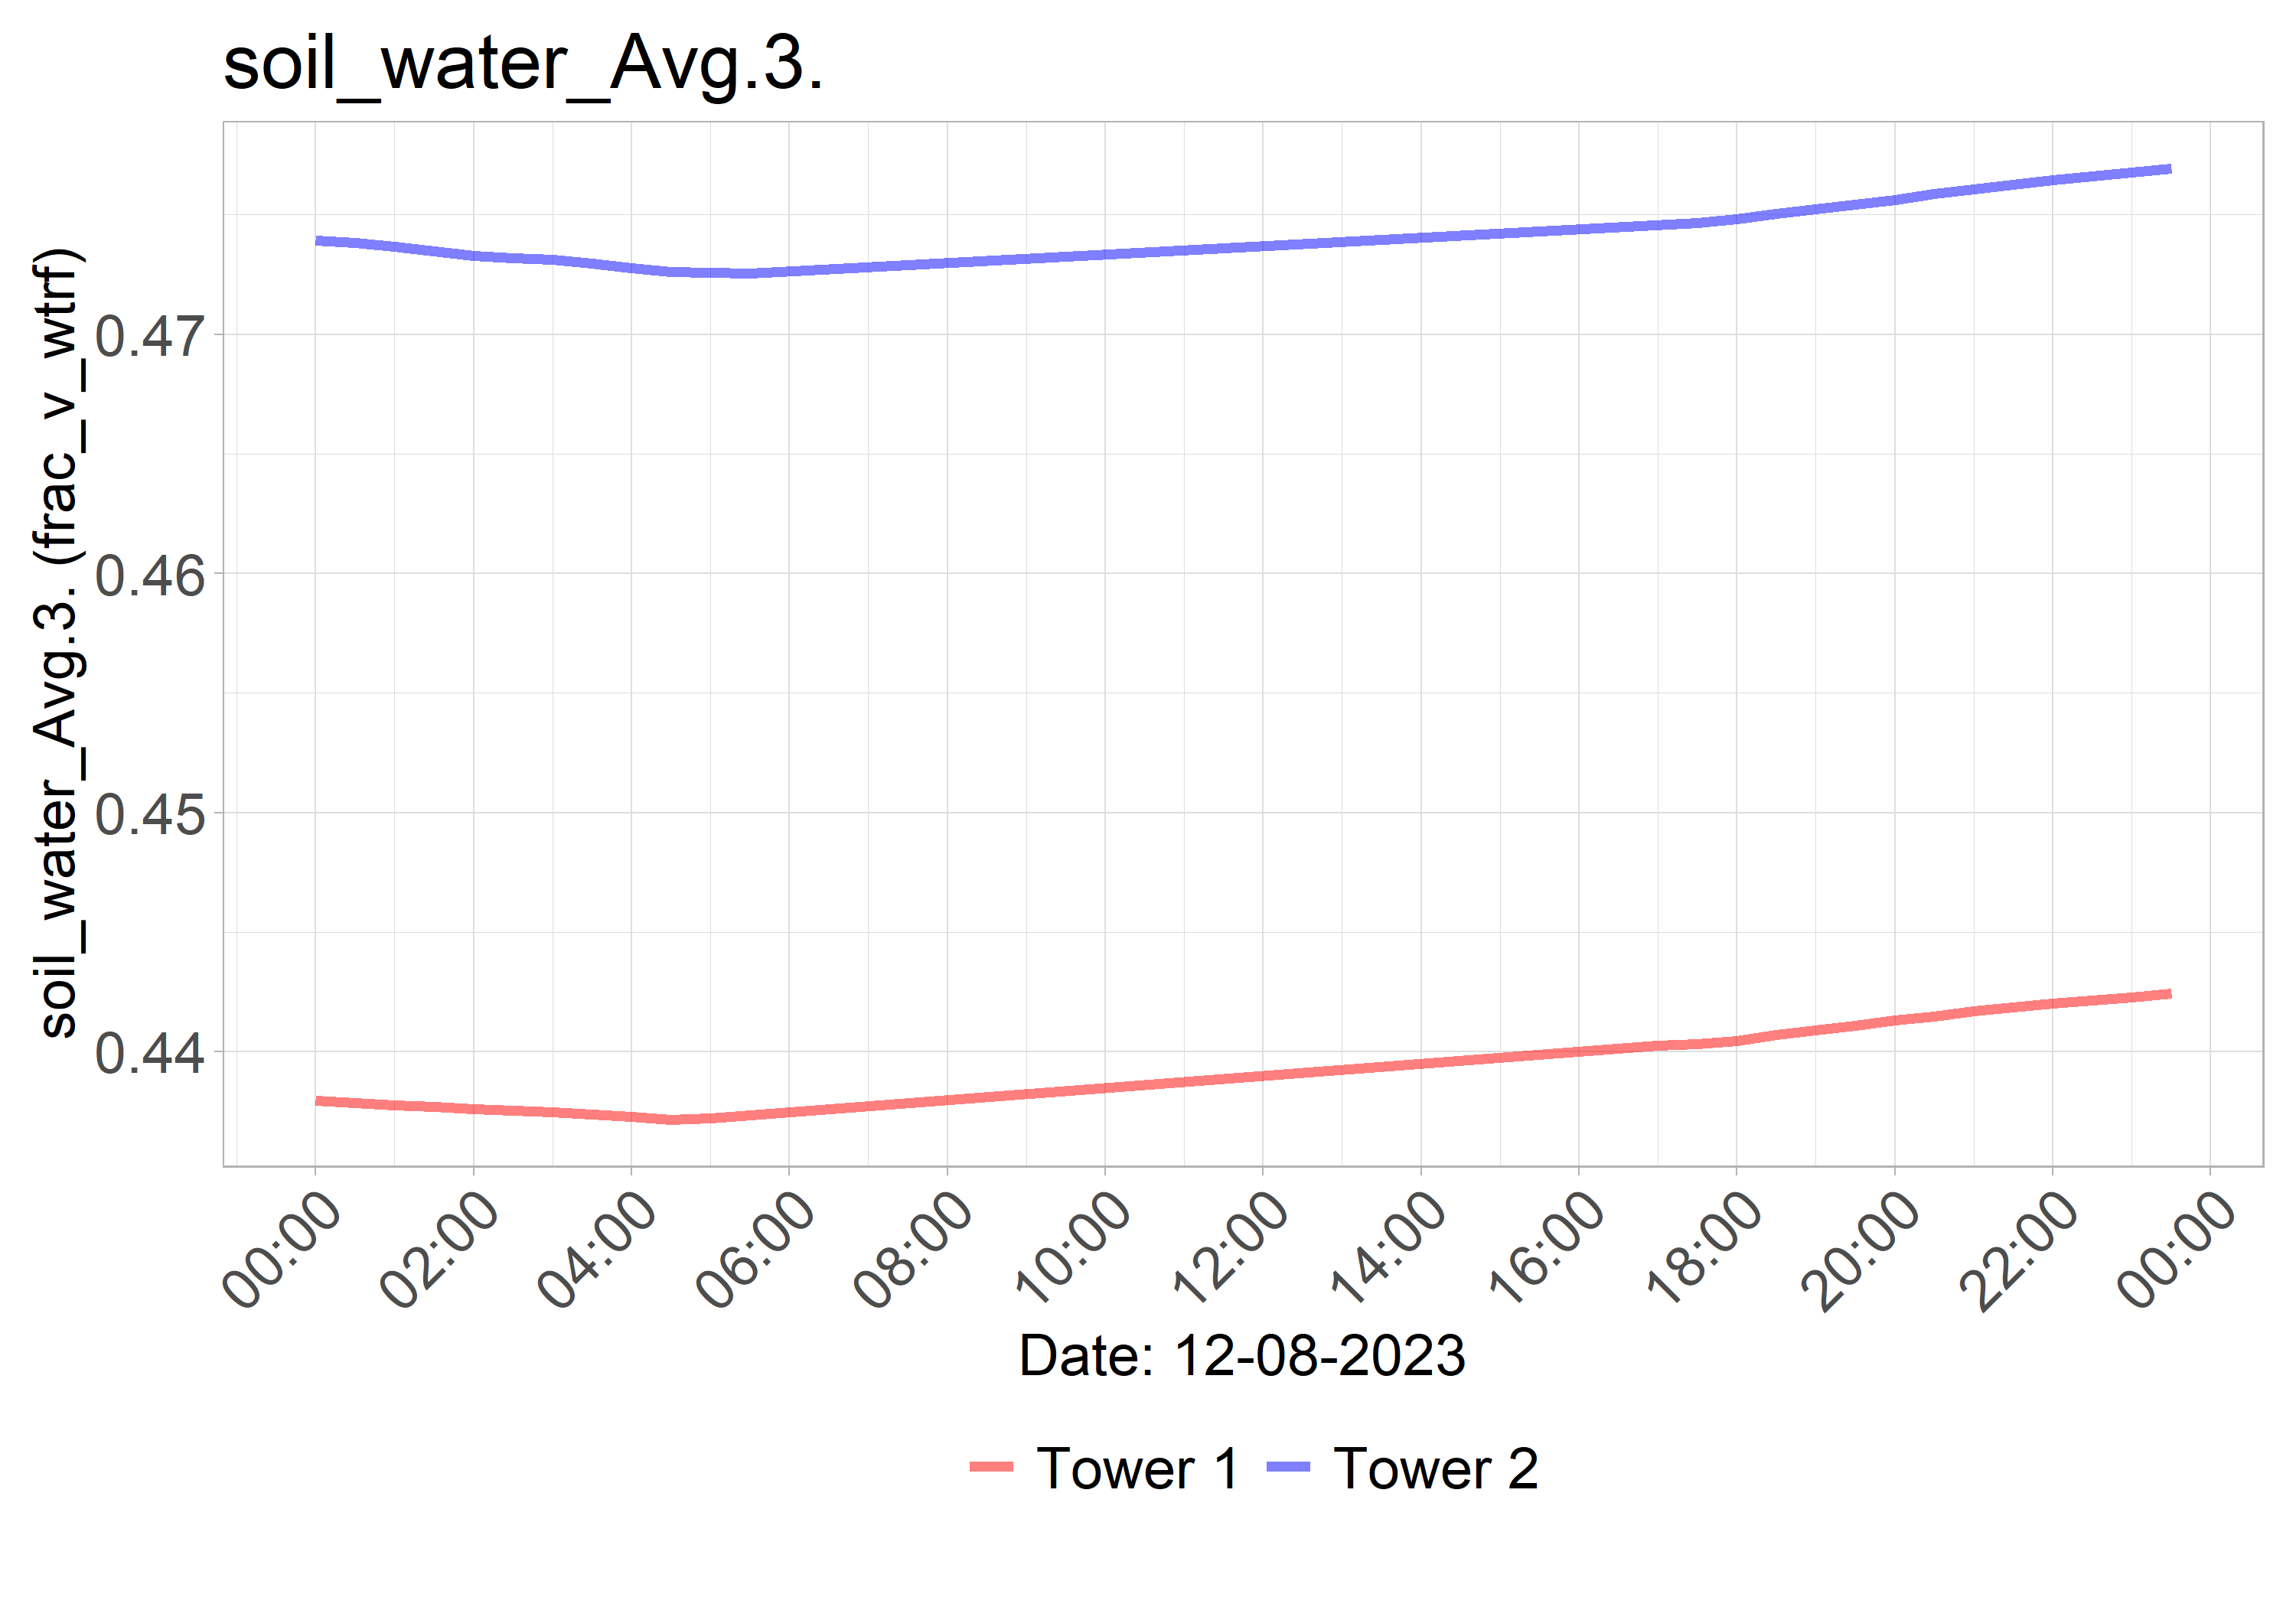 soil_water_Avg.3.
soil_water_Avg.3. (frac_v_wtrf)
0.47
0.46
0.45
0.44
00:00 02:00 04:00 06:00 08:00 10:00 12:00 14:00 16:00 18:00 20:00 22:00 00:00
Date: 12-08-2023
Tower 1 Tower 2